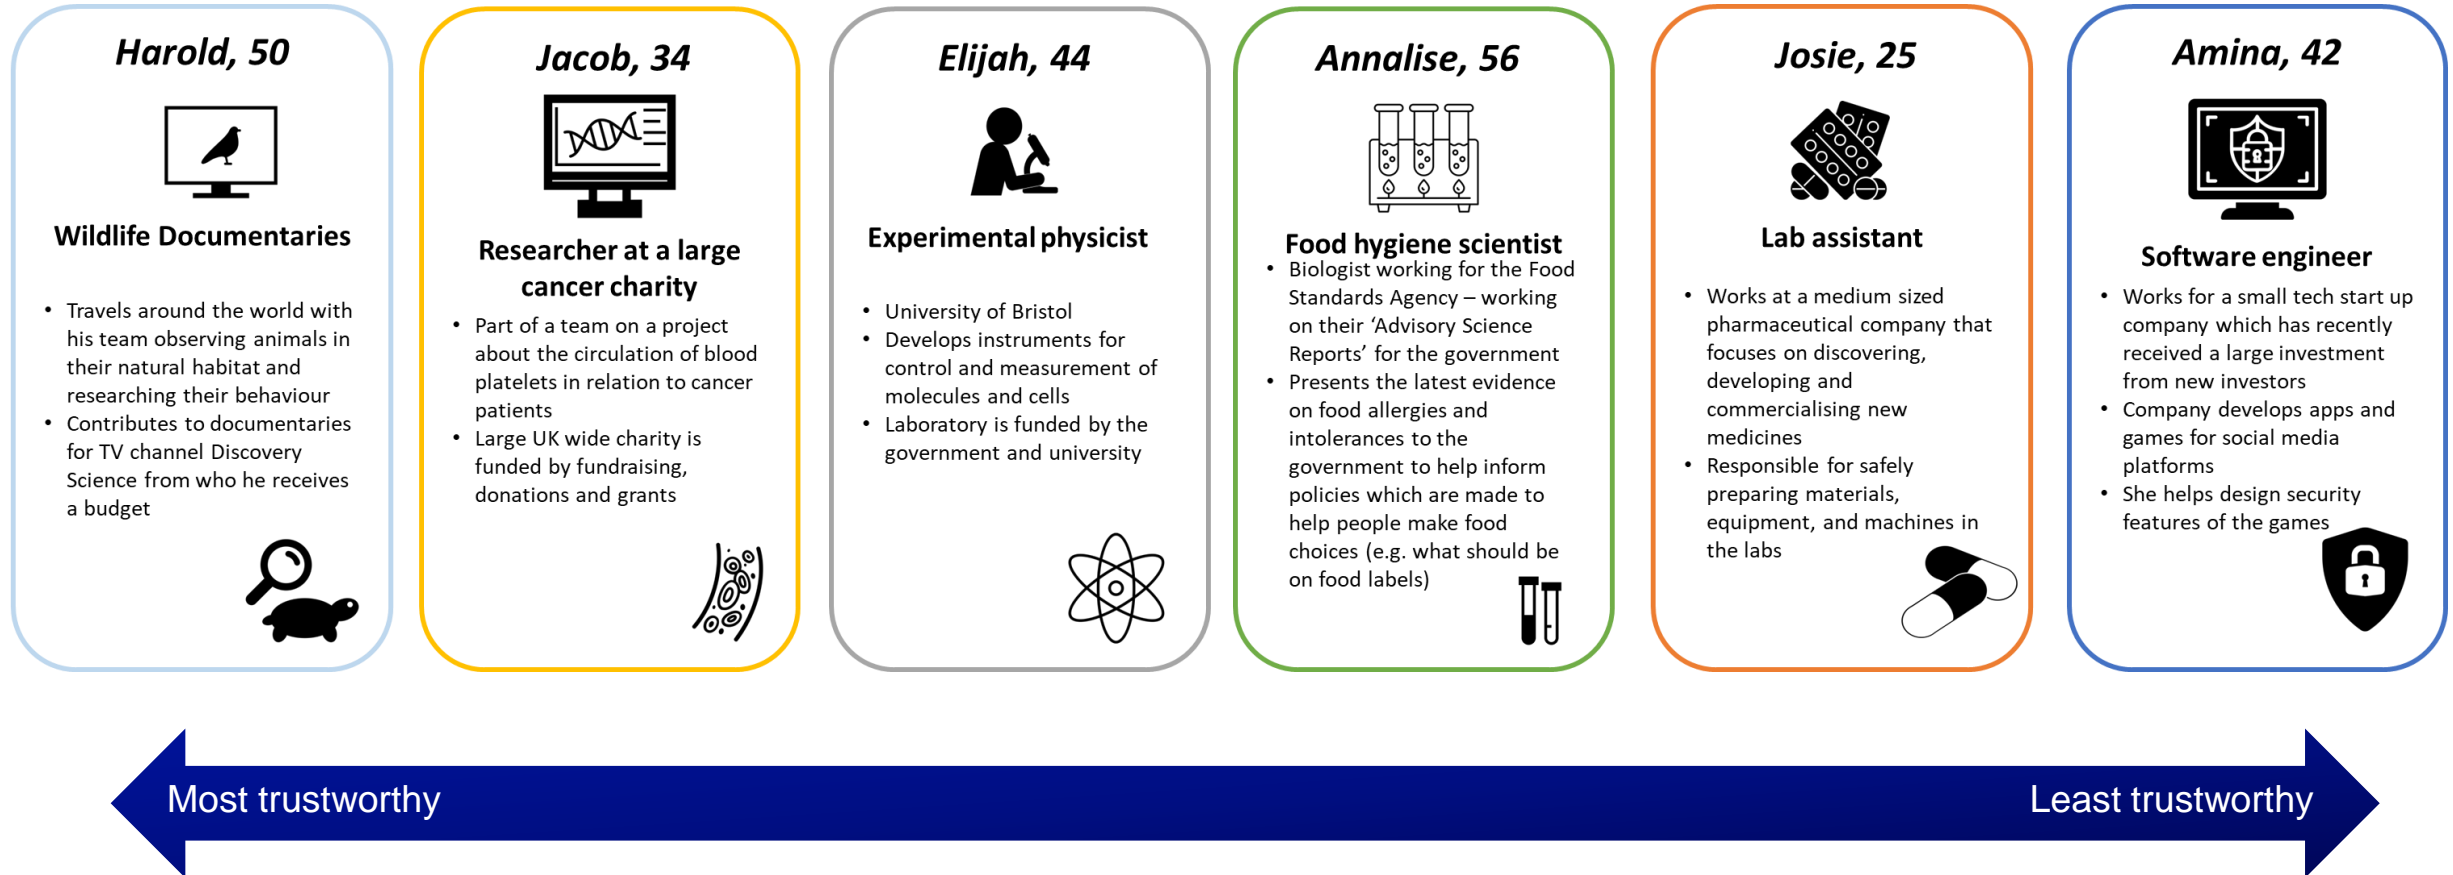 Harold, 50
Wildlife Documentaries
• Travels around the world with
his team observing animals in
their natural habitat and
researching their behaviour
• Contributes to documentaries
for TV channel Discovery
Science from who he receives
a budget
Jacob, 34
Researcher at a large
cancer charity
• Part of a team on a project
about the circulation of blood
platelets in relation to cancer
patients
• Large UK wide charity is
funded by fundraising,
donations and grants
Elijah, 44
Experimental physicist
• University of Bristol
• Develops instruments for
control and measurement of
molecules and cells
• Laboratory is funded by the
government and university
Annalise, 56
Food hygiene scientist
• Biologist working for the Food
Standards Agency – working
on their ‘Advisory Science
Reports’ for the government
• Presents the latest evidence
on food allergies and
intolerances to the
government to help inform
policies which are made to
help people make food
choices (e.g. what should be
on food labels)
Josie, 25
Lab assistant
• Works at a medium sized
pharmaceutical company that
focuses on discovering,
developing and
commercialising new
medicines
• Responsible for safely
preparing materials,
equipment, and machines in
the labs
Amina, 42
Software engineer
• Works for a small tech start up
company which has recently
received a large investment
from new investors
• Company develops apps and
games for social media
platforms
• She helps design security
features of the games
Most trustworthy
Least trustworthy